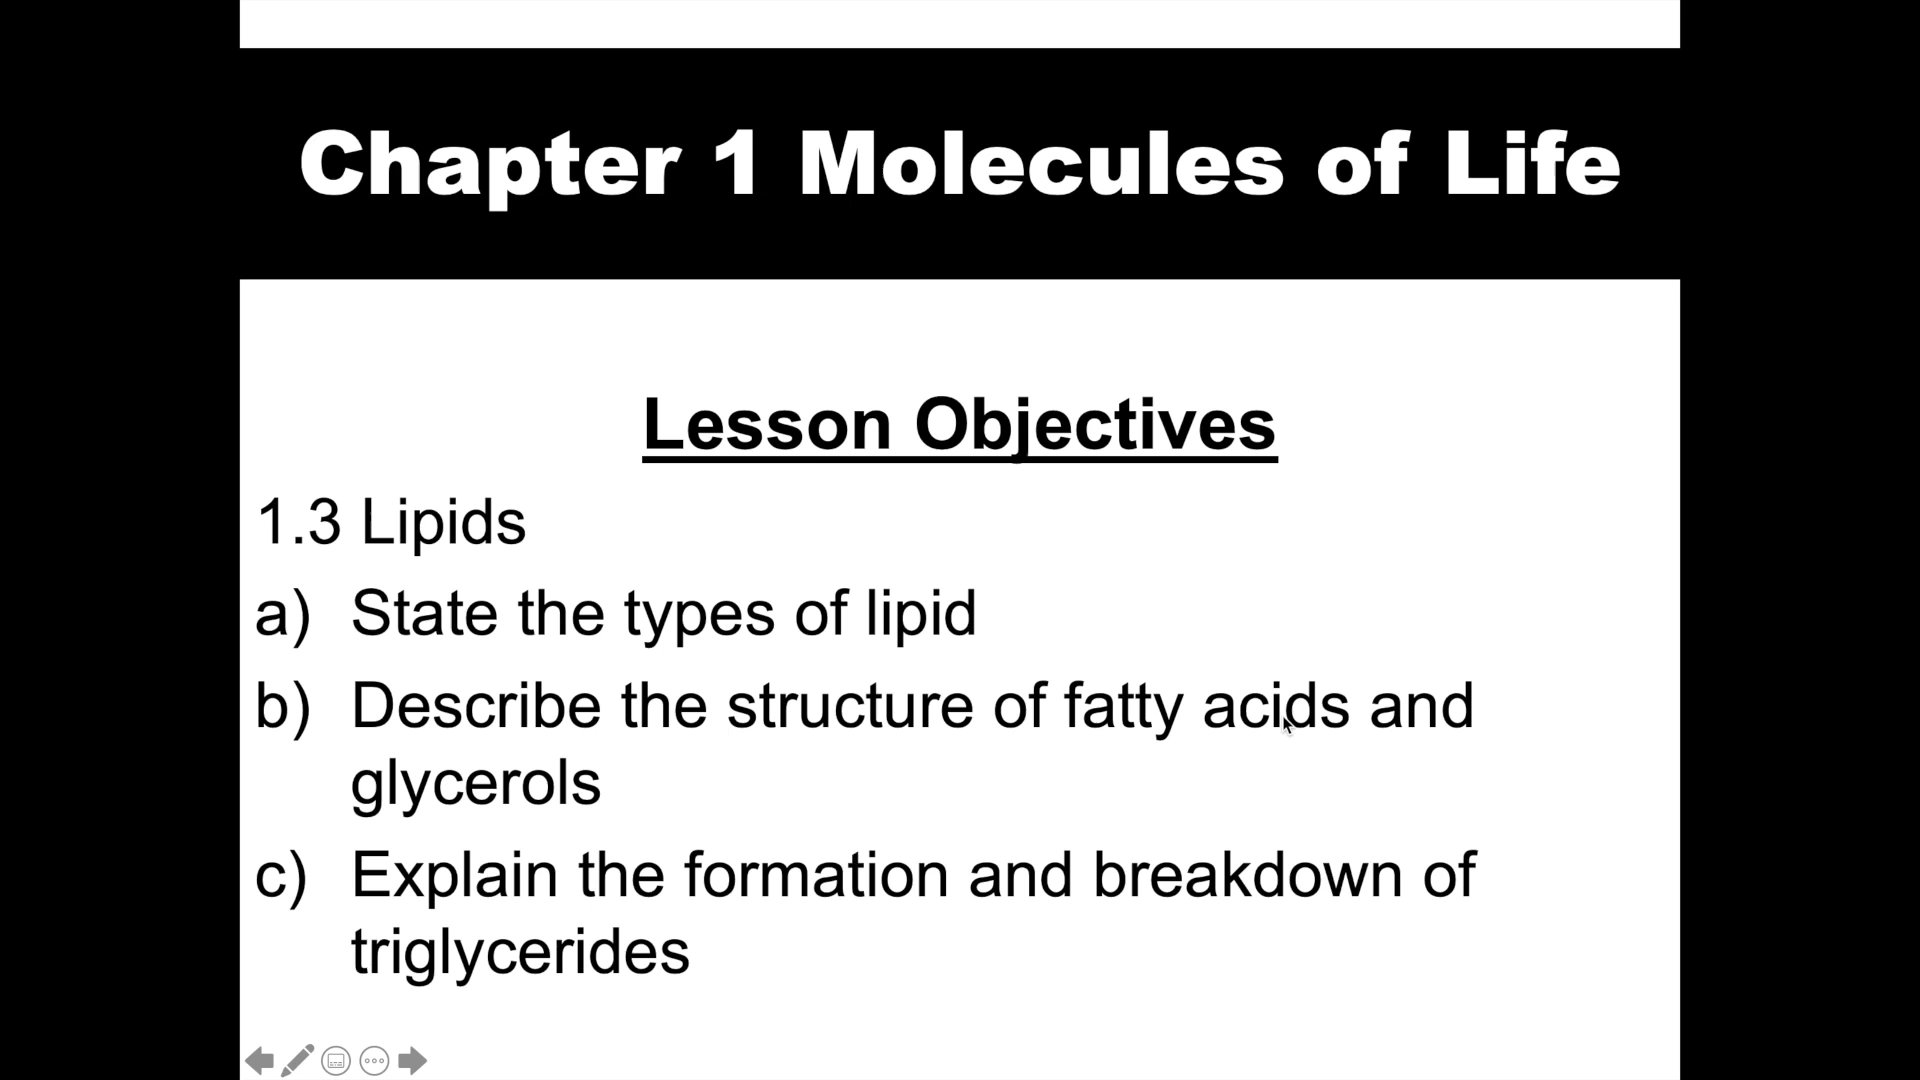 Chapter 1 Molecules of Life
Lesson Objectives
1.3 Lipids
a) State the types of lipid
b) Describe the structure of fatty acids and
glycerols
c) Explain the formation and breakdown of
triglycerides